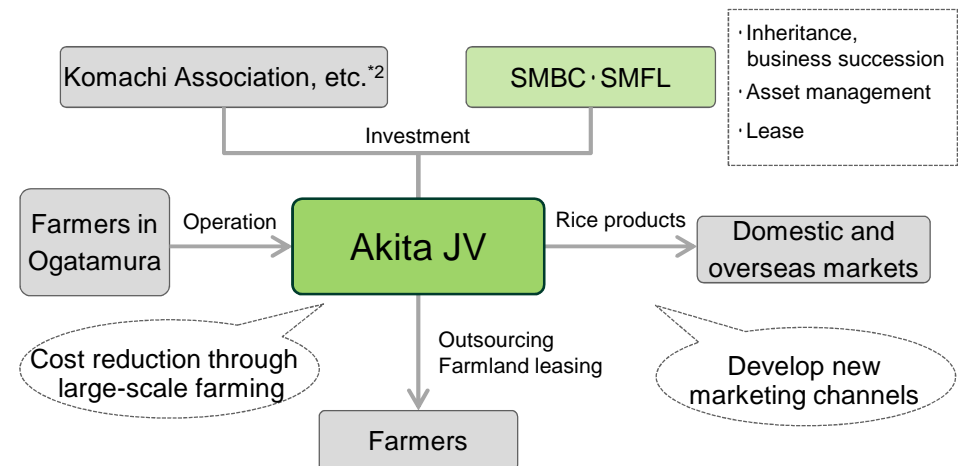 Komachi Association, etc.*2
SMBC・SMFL
・Inheritance,
business succession
・Asset management
・Lease
Investment
Farmers in
Ogatamura
Operation
Akita JV
Rice products
Domestic and
overseas markets
Cost reduction through
large-scale farming
Outsourcing
Farmland leasing
Develop new
marketing channels
Farmers